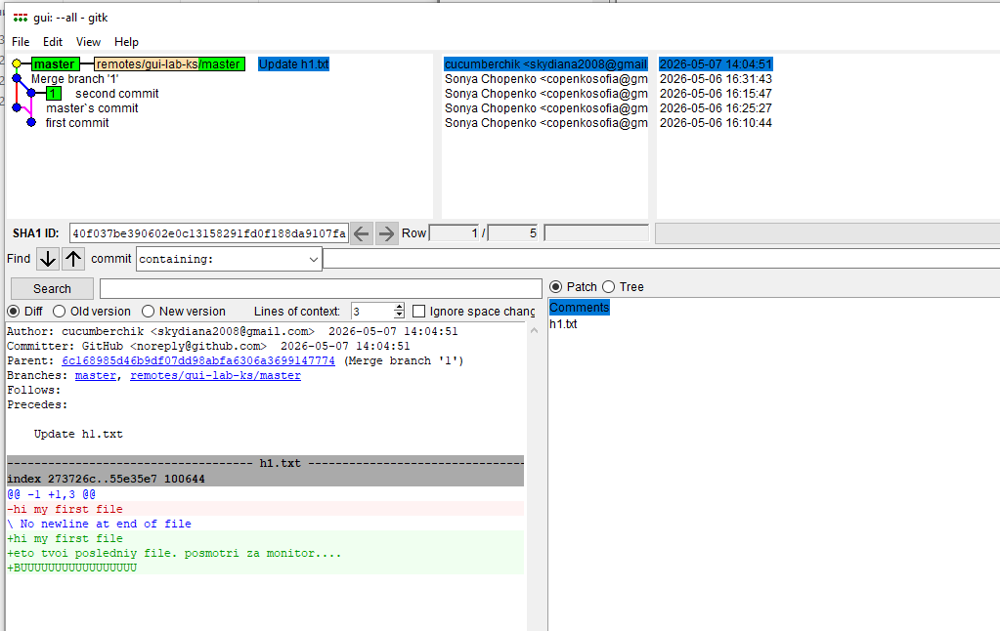 gui: --all - gitk
File Edit View Help
master remotes/gui-lab-ks/master Update h1.txt cucumberchik <skydiana2008@gmail 2026-05-07 14:04:51
Merge branch '1' Sonya Chopenko <copenkosofia@gm 2026-05-06 16:31:43
1 second commit Sonya Chopenko <copenkosofia@gm 2026-05-06 16:15:47
master`s commit Sonya Chopenko <copenkosofia@gm 2026-05-06 16:25:27
first commit Sonya Chopenko <copenkosofia@gm 2026-05-06 16:10:44
SHA1 ID: 40f037be390602e0c13158291fd0f188da9107fa Row 1 / 5
Find commit containing:
Search
Patch Tree
Diff Old version New version Lines of context: 3 Ignore space chang
Comments
h1.txt
Author: cucumberchik <skydiana2008@gmail.com> 2026-05-07 14:04:51
Committer: GitHub <noreply@github.com> 2026-05-07 14:04:51
Parent: 6c168985d46b9df07dd98abfa6306a3699147774 (Merge branch '1')
Branches: master, remotes/gui-lab-ks/master
Follows:
Precedes:
Update h1.txt
---------------------------------- h1.txt ----------------------------------
index 273726c..55e35e7 100644
@@ -1 +1,3 @@
-hi my first file
\ No newline at end of file
+hi my first file
+eto tvoi posledniy file. posmotri za monitor....
+BUUUUUUUUUUUUUUUUU